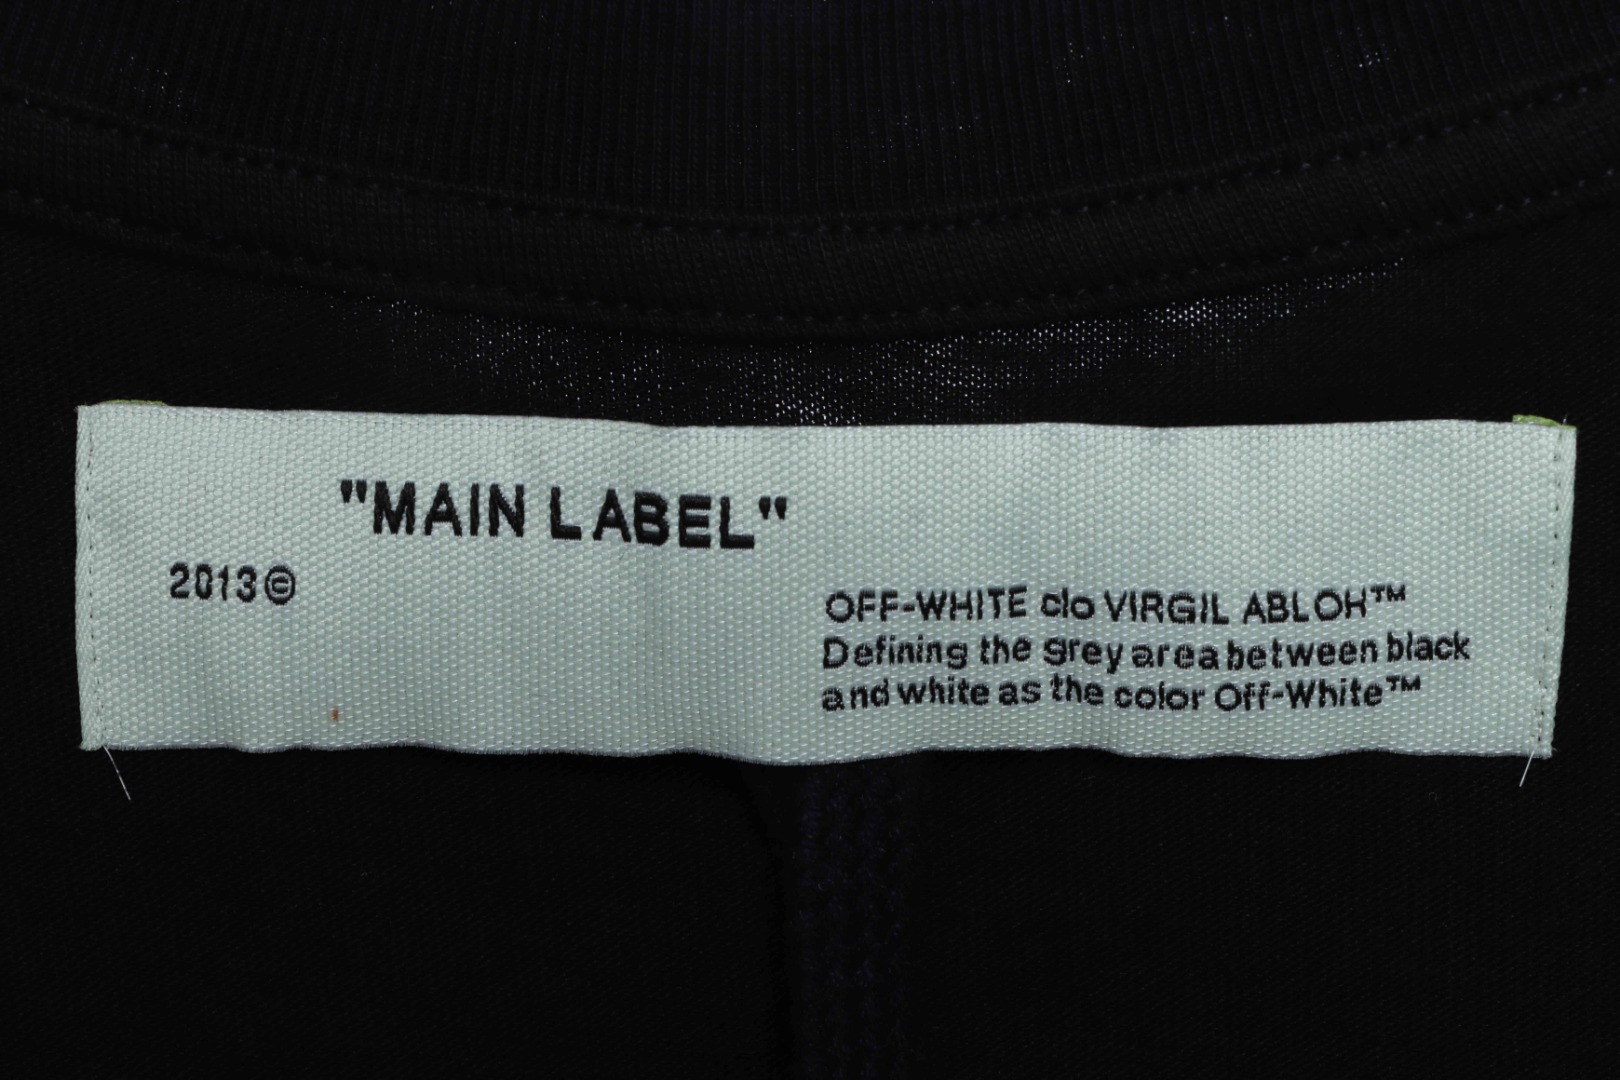 "MAIN LABEL"
2013©
OFF-WHITE c/o VIRGIL ABLOH™
Defining the grey area between black
and white as the color Off-White™